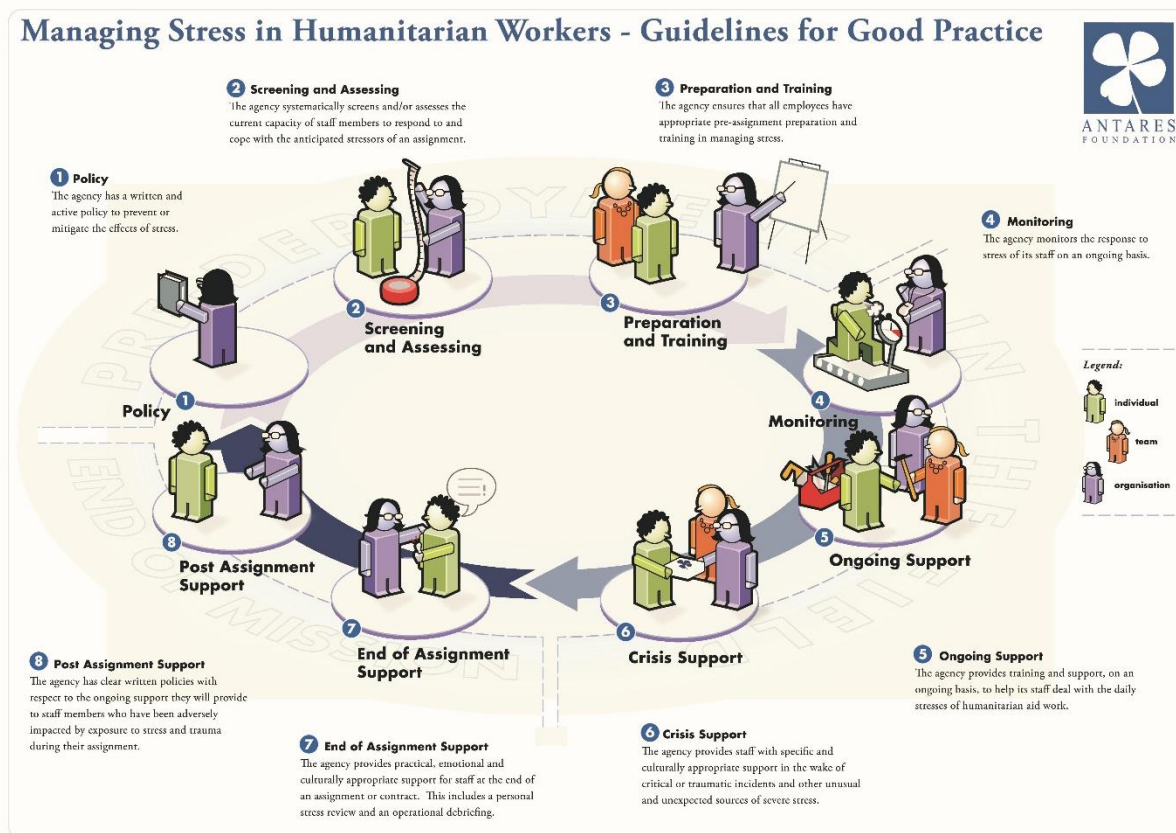 Managing Stress in Humanitarian Workers - Guidelines for Good Practice
ANTARES
FOUNDATION
1 Policy
The agency has a written and
active policy to prevent or
mitigate the effects of stress.
2 Screening and Assessing
The agency systematically screens and/or assesses the
current capacity of staff members to respond to and
cope with the anticipated stressors of an assignment.
3 Preparation and Training
The agency ensures that all employees have
appropriate pre-assignment preparation and
training in managing stress.
4 Monitoring
The agency monitors the response to
stress of its staff on an ongoing basis.
PRE DEPLOYMENT
IN THE FIELD
END OF MISSION
1
Policy
2
Screening
and Assessing
3
Preparation
and Training
4
Monitoring
5
Ongoing Support
6
Crisis Support
7
End of Assignment
Support
8
Post Assignment
Support
Legend:
individual
team
organisation
8 Post Assignment Support
The agency has clear written policies with
respect to the ongoing support they will provide
to staff members who have been adversely
impacted by exposure to stress and trauma
during their assignment.
7 End of Assignment Support
The agency provides practical, emotional and
culturally appropriate support for staff at the end of
an assignment or contract. This includes a personal
stress review and an operational debriefing.
6 Crisis Support
The agency provides staff with specific and
culturally appropriate support in the wake of
critical or traumatic incidents and other unusual
and unexpected sources of severe stress.
5 Ongoing Support
The agency provides training and support, on an
ongoing basis, to help its staff deal with the daily
stresses of humanitarian aid work.